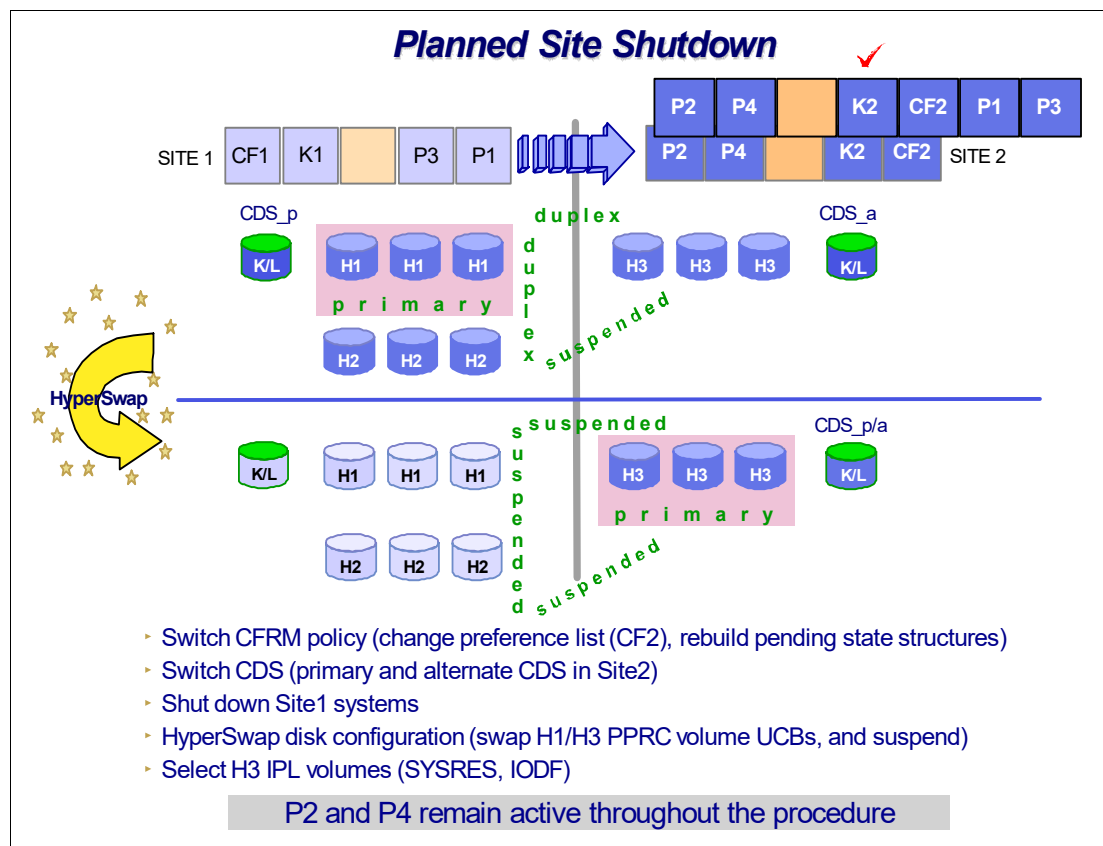 Planned Site Shutdown
P2 P4 K2 CF2 P1 P3
SITE 1 CF1 K1 P3 P1
P2 P4 K2 CF2 SITE 2
CDS_p duplex CDS_a
K/L H1 H1 H1 H3 H3 H3 K/L
primary
duplex
suspended
H2 H2 H2
HyperSwap
suspended CDS_p/a
K/L H1 H1 H1 H3 H3 H3 K/L
primary
suspended
suspended
H2 H2 H2
Switch CFRM policy (change preference list (CF2), rebuild pending state structures)
Switch CDS (primary and alternate CDS in Site2)
Shut down Site1 systems
HyperSwap disk configuration (swap H1/H3 PPRC volume UCBs, and suspend)
Select H3 IPL volumes (SYSRES, IODF)
P2 and P4 remain active throughout the procedure